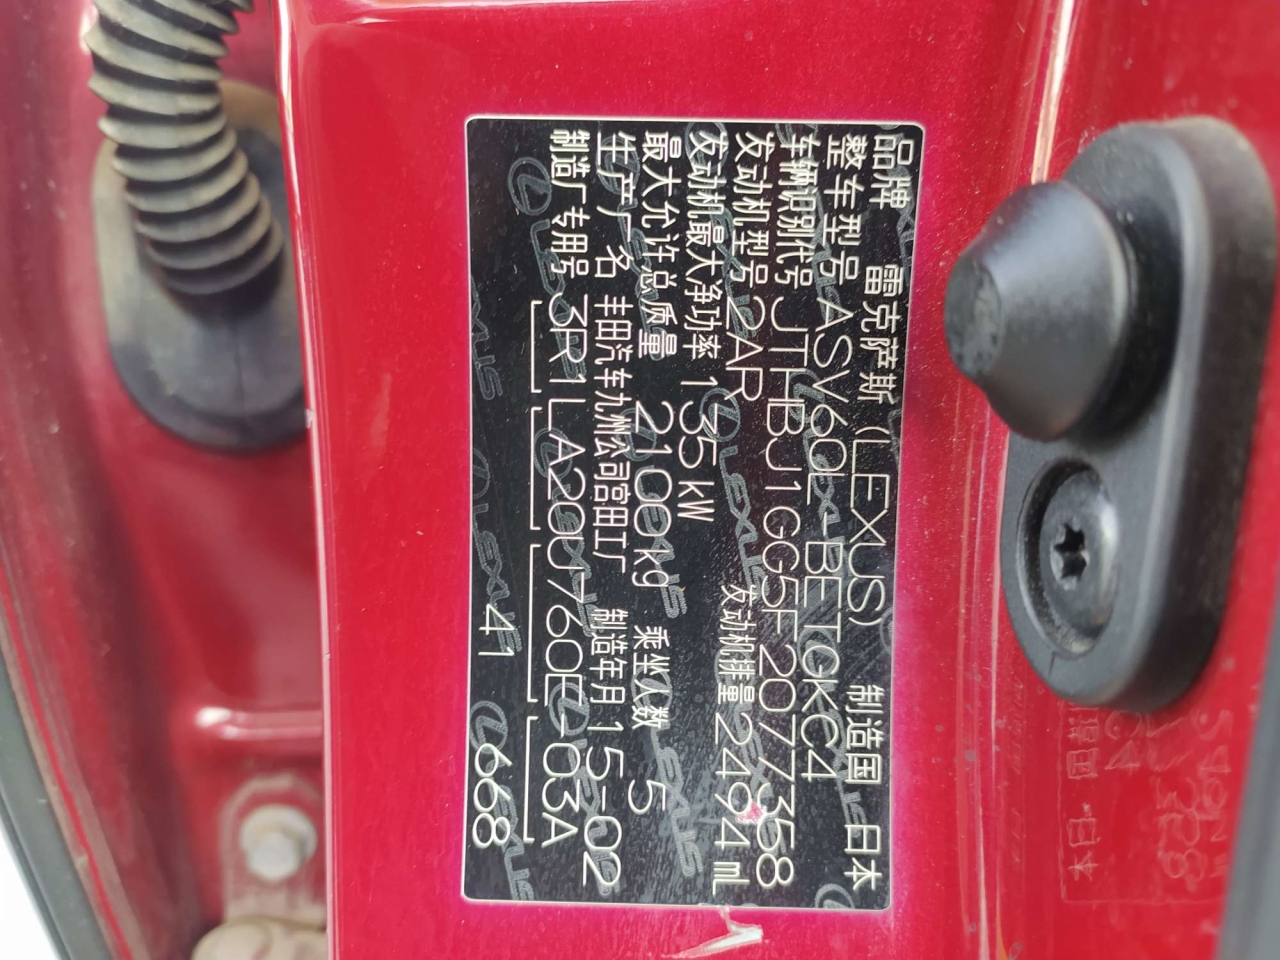 品牌 雷克萨斯(LEXUS) 制造国 日本
整车型号 ASV60L-BETGKC4
车辆识别代号 JTHBJ1GG5F2077358
发动机型号 2AR 发动机排量 2494ml
发动机最大净功率 135kW
最大允许总质量 2100kg 乘坐人数 5
生产厂名 丰田汽车九州公司宫田工厂 制造年月 15-02
制造厂专用号 3R1 LA20 U760E -03A
41 668